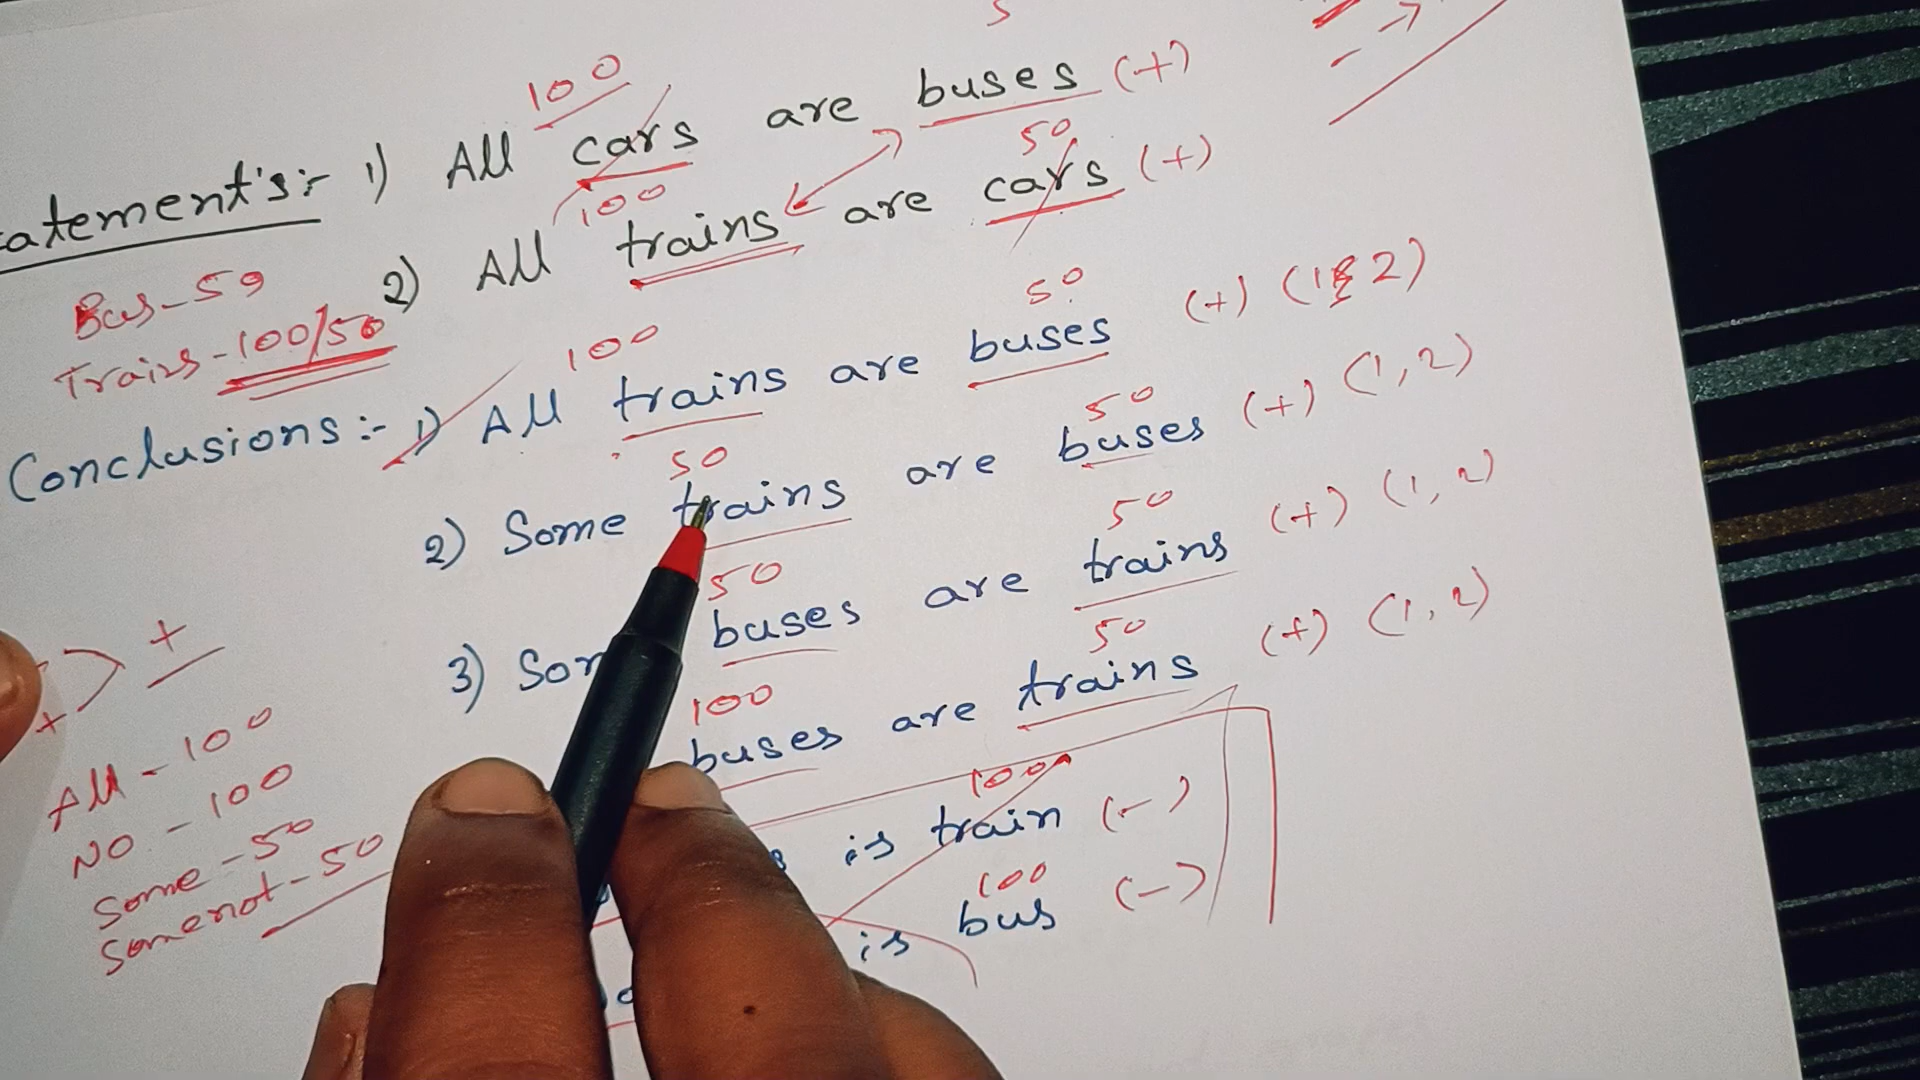 5
100
atement's:- 1) All cars are buses (+)
100 50
2) All trains are cars (+)
Bus-50
Trains-100/50
100 50
Conclusions:- 1) All trains are buses (+) (1&2)
50 50
2) Some trains are buses (+) (1,2)
50 50
3) buses are trains (+) (1,2)
100 50
buses are trains (+) (1,2)
100
is train (-)
100
is bus (-)
+
+
All - 100
NO - 100
Some - 50
Some not - 50